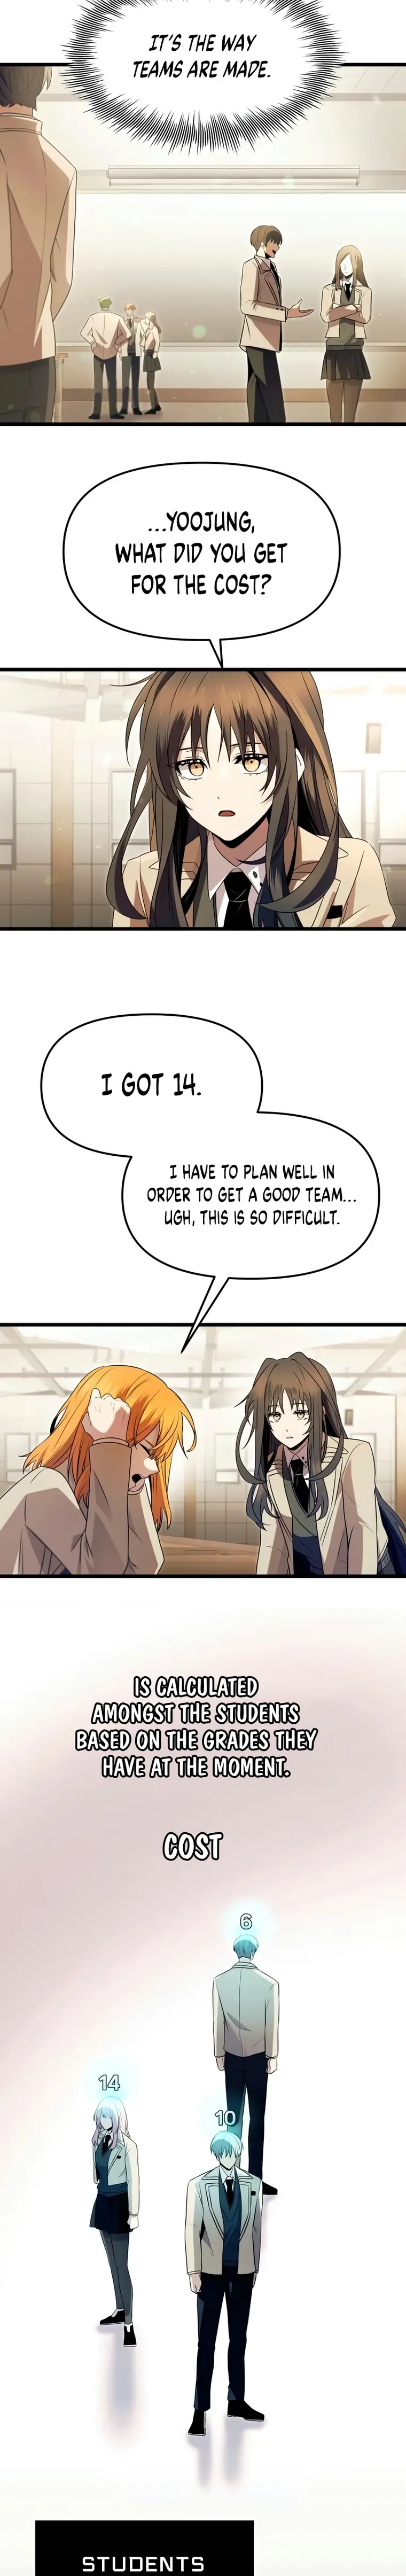 IT'S THE WAY
TEAMS ARE MADE.
...YOOJUNG,
WHAT DID YOU GET
FOR THE COST?
I GOT 14.
I HAVE TO PLAN WELL IN
ORDER TO GET A GOOD TEAM...
UGH, THIS IS SO DIFFICULT.
IS CALCULATED
AMONGST THE STUDENTS
BASED ON THE GRADES THEY
HAVE AT THE MOMENT.
COST
6
14
10
STUDENTS